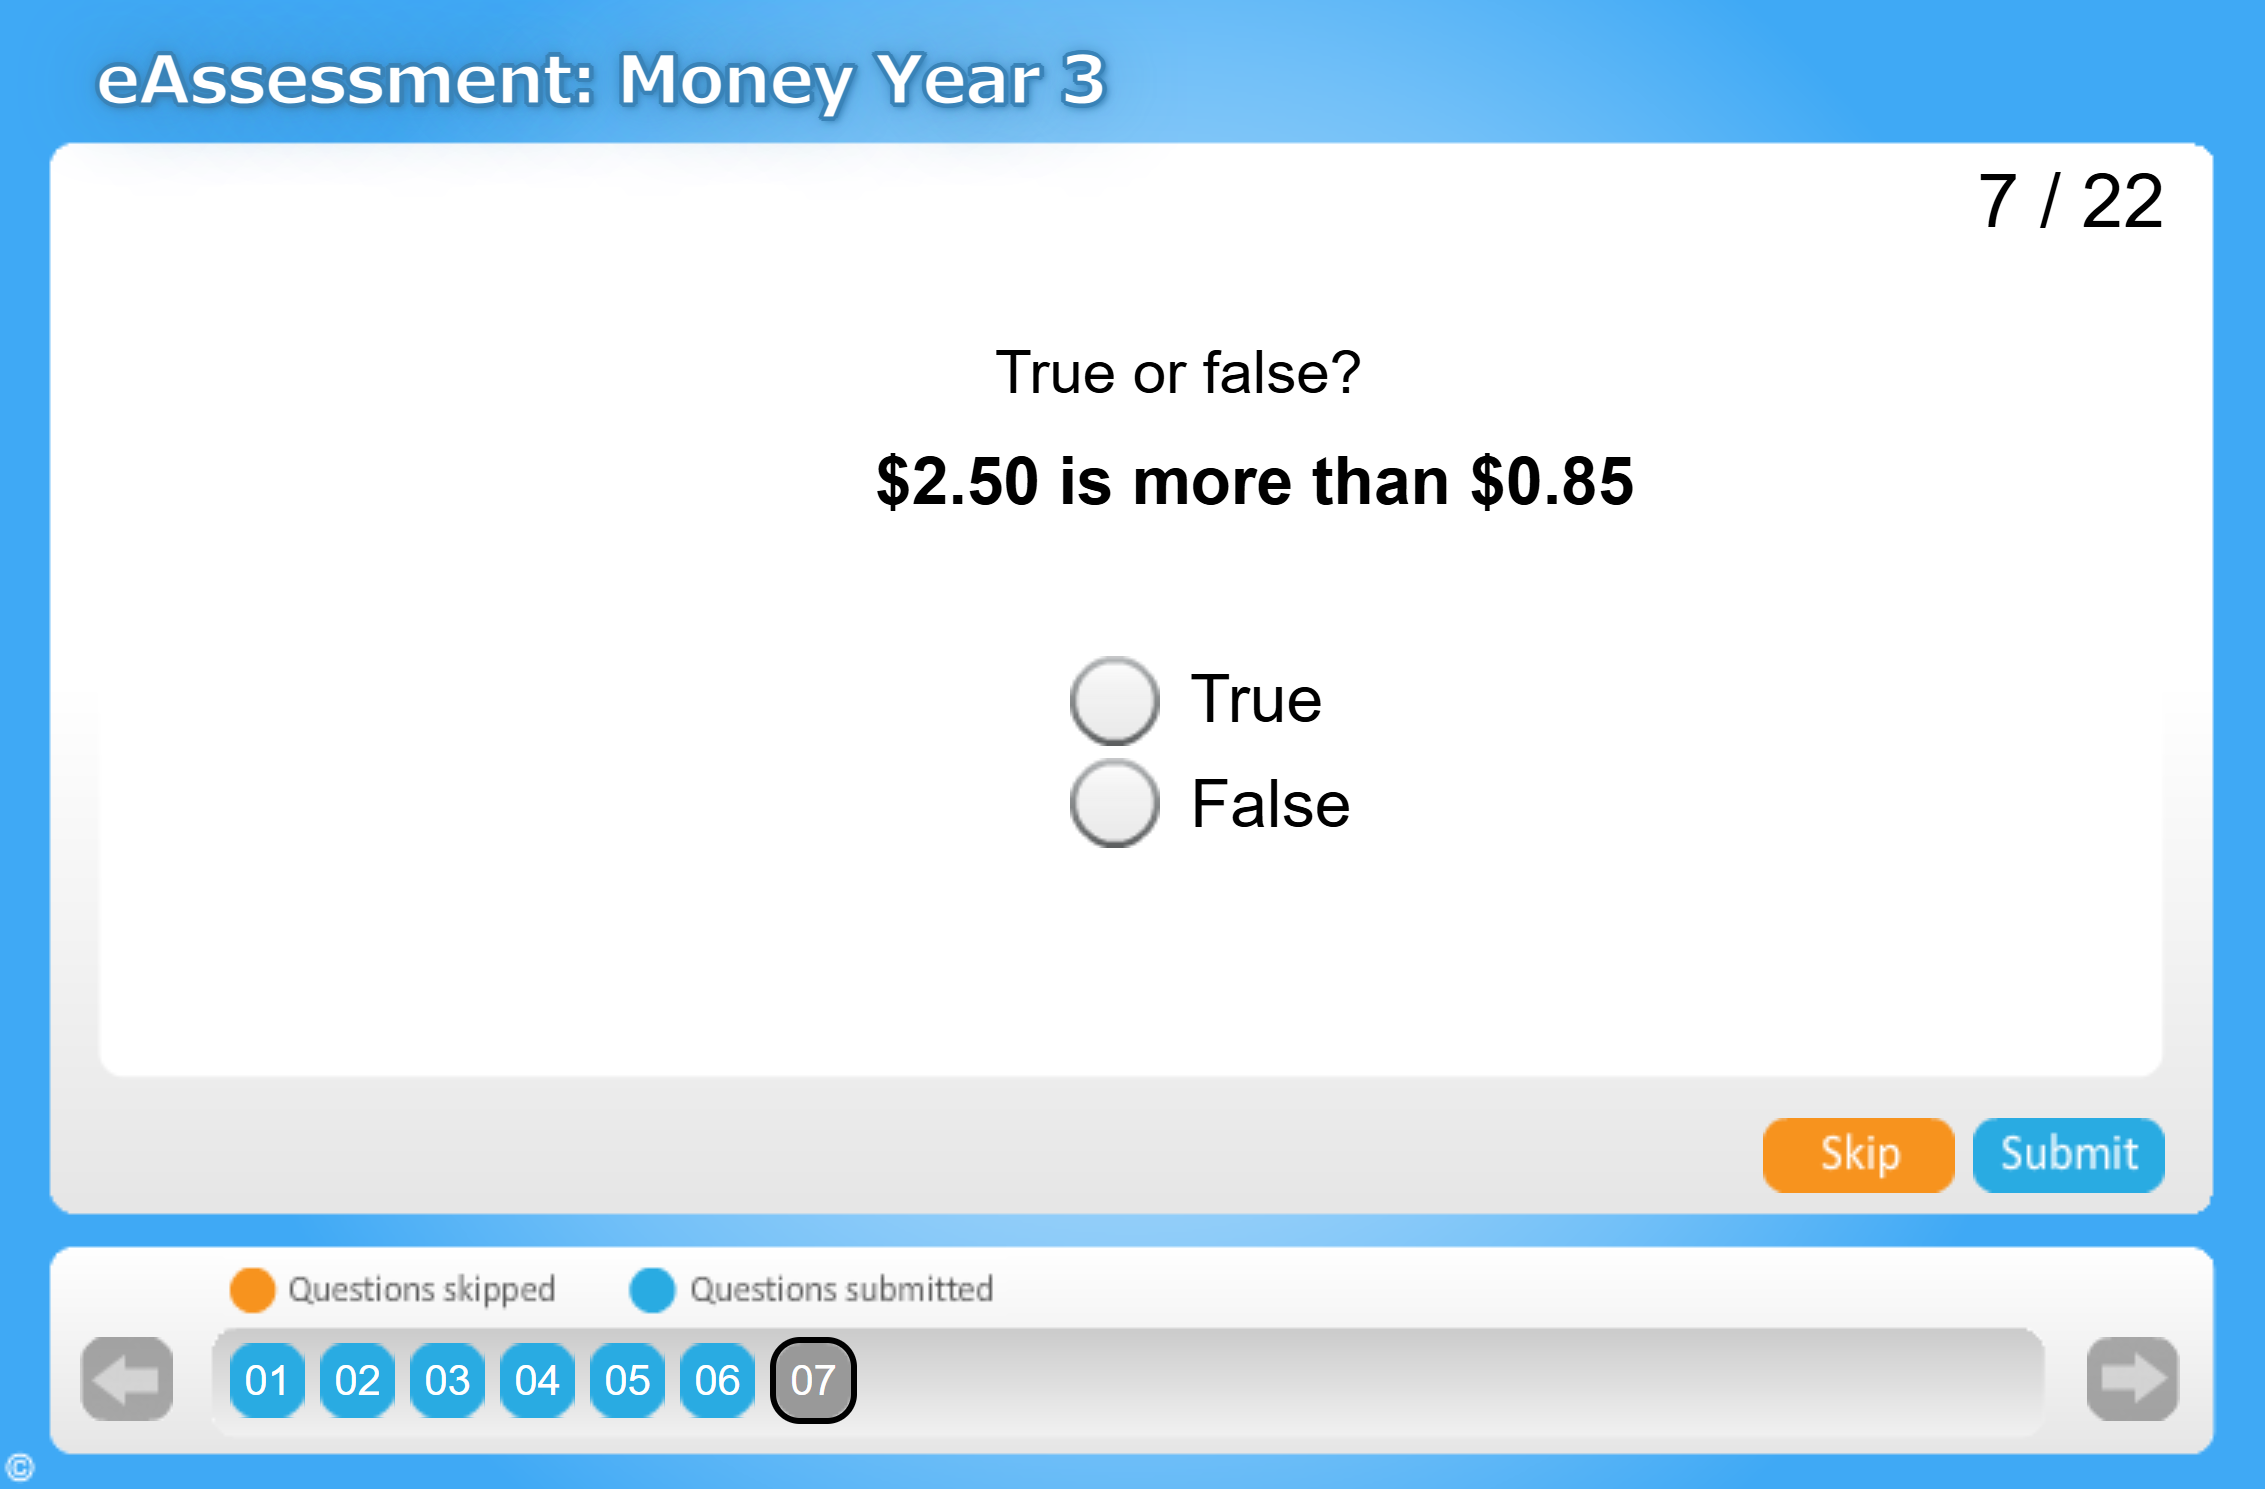 eAssessment: Money Year 3
7 / 22
True or false?
$2.50 is more than $0.85
True
False
Skip Submit
Questions skipped Questions submitted
01 02 03 04 05 06 07
©